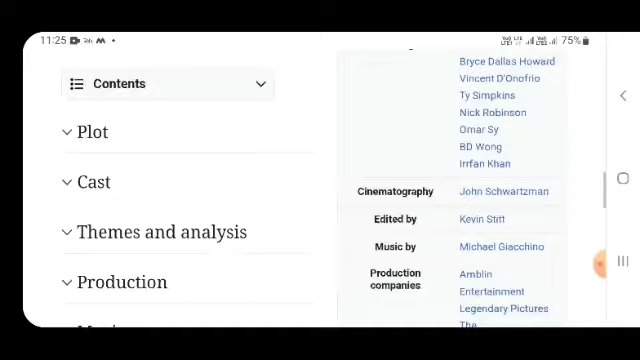 11:25
75%
Bryce Dallas Howard
Contents
Vincent D'Onofrio
Ty Simpkins
Nick Robinson
Plot
Omar Sy
BD Wong
Irrfan Khan
Cast
Cinematography John Schwartzman
Edited by Kevin Stitt
Themes and analysis
Music by Michael Giacchino
Production companies Amblin
Entertainment
Production
Legendary Pictures
The